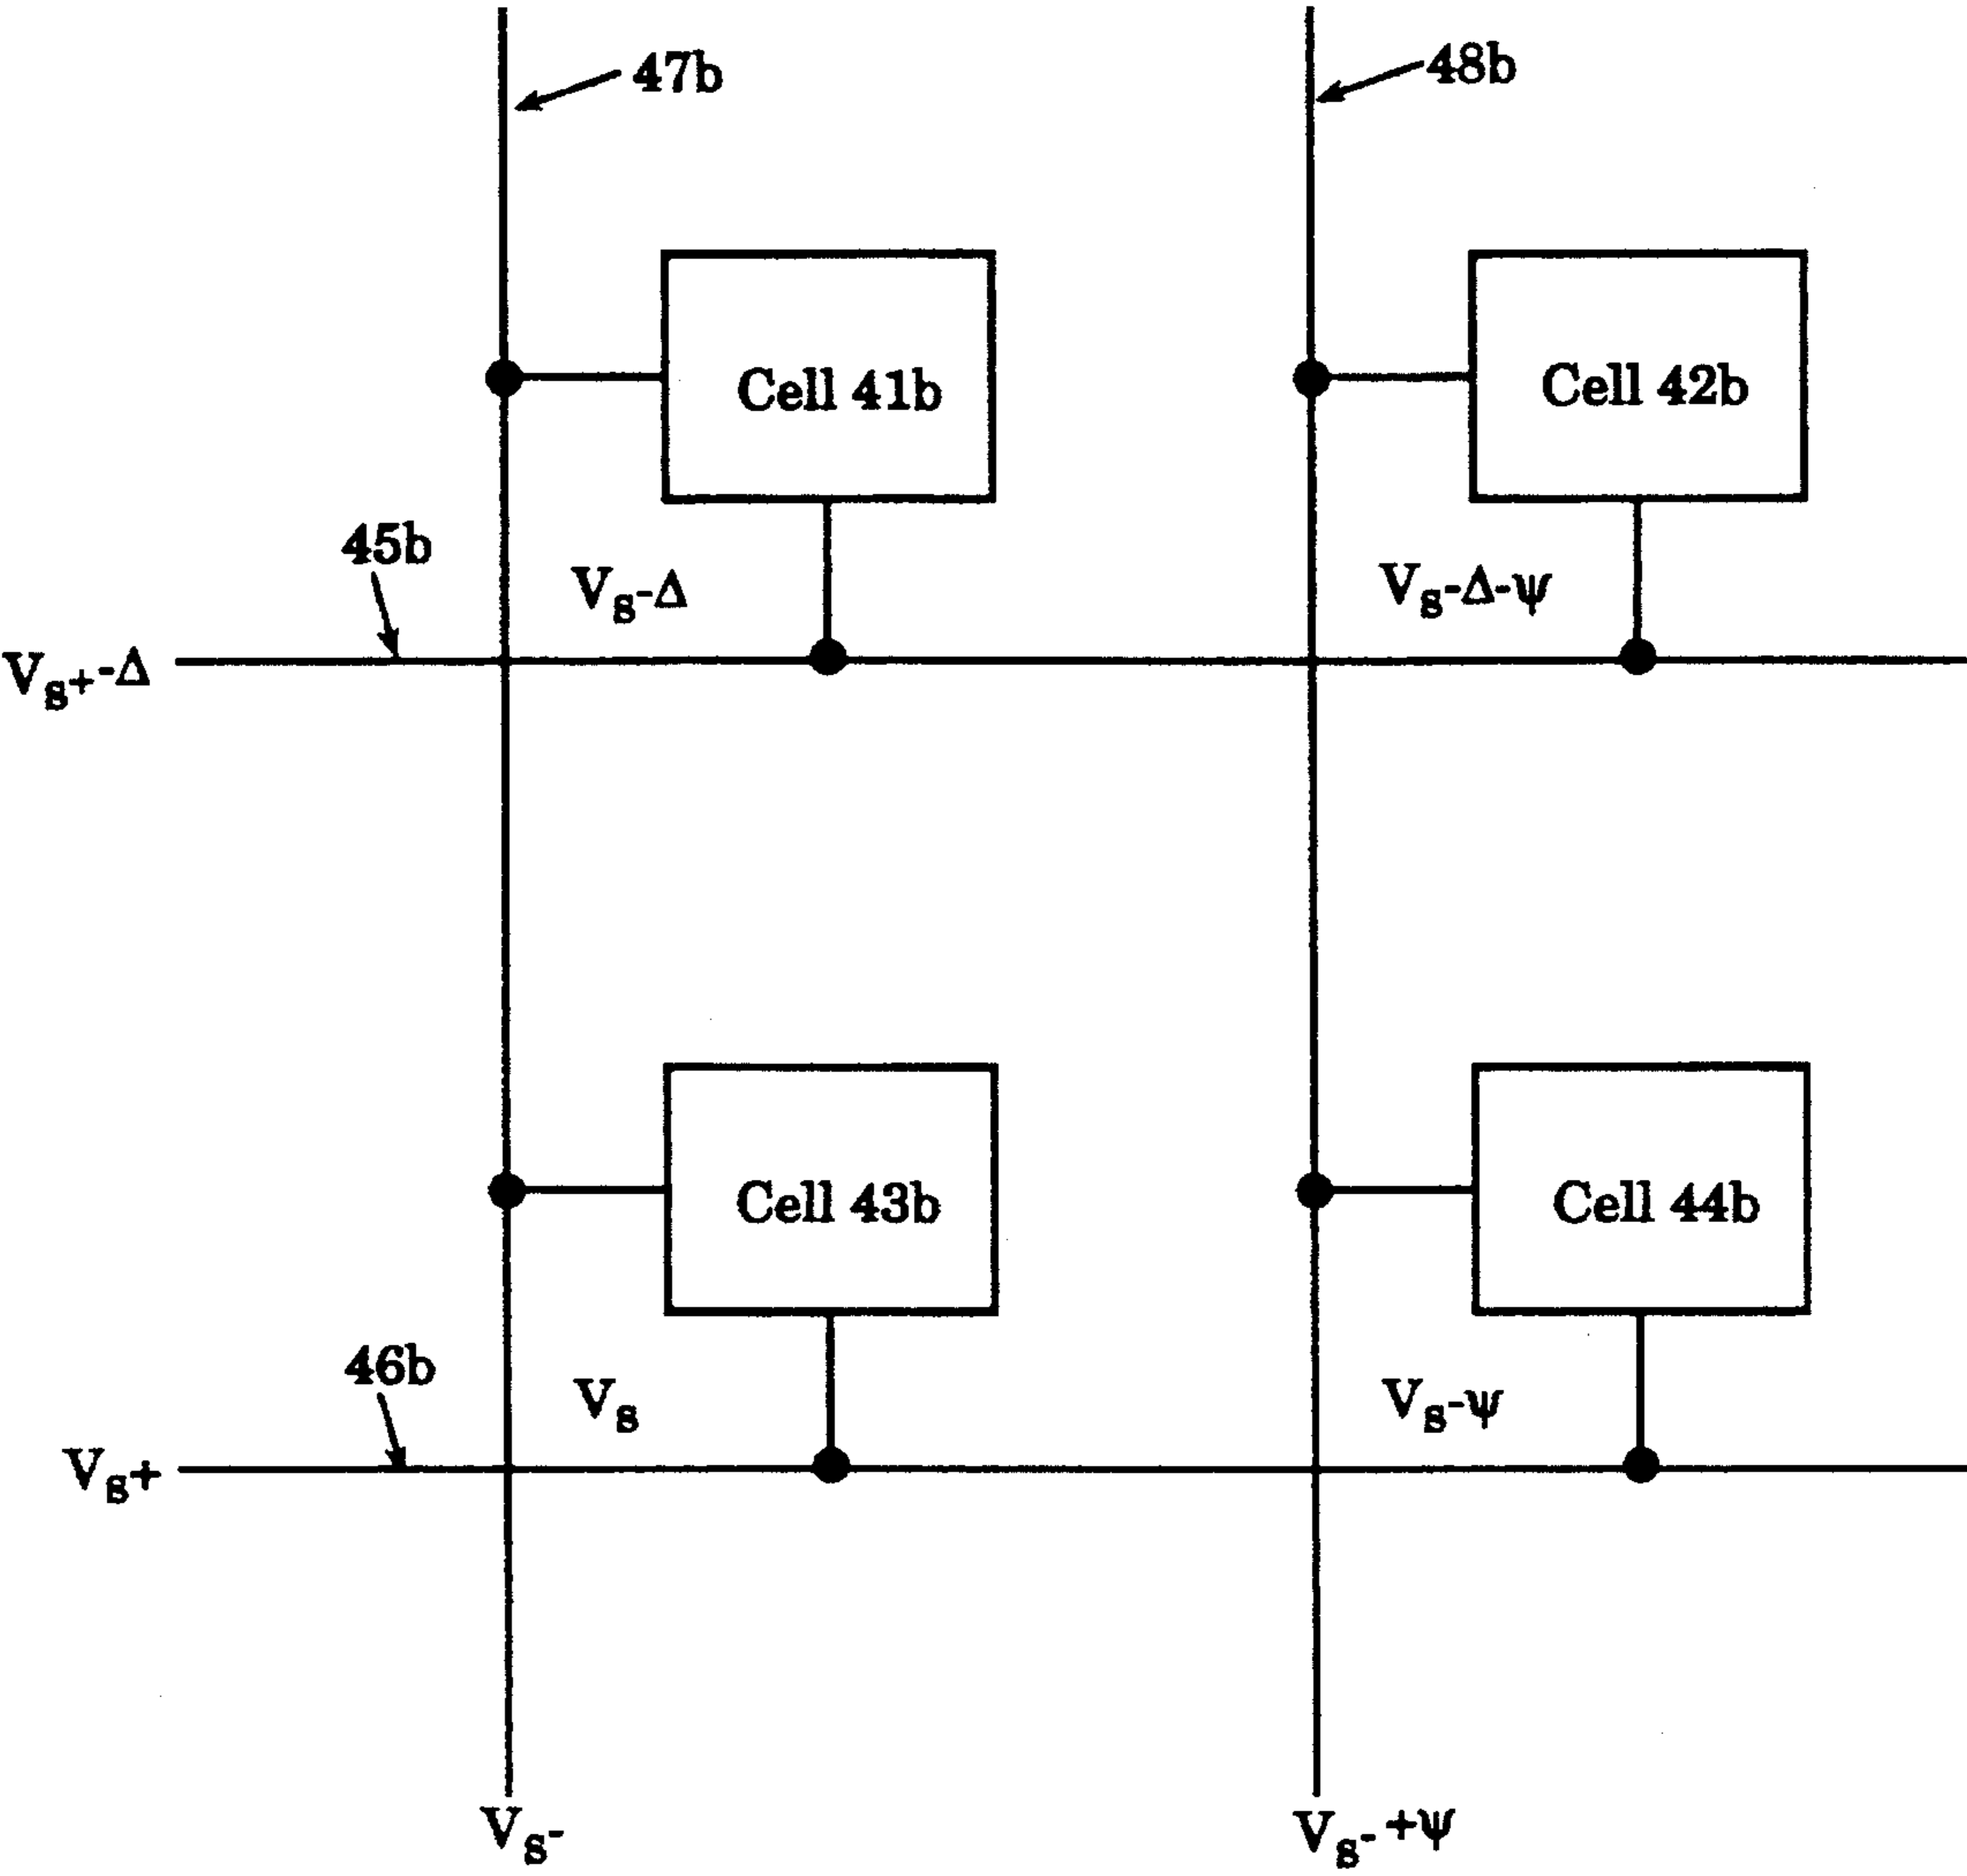 47b
48b
Cell 41b
Cell 42b
45b
Vs-Δ
Vs-Δ-ψ
Vs+-Δ
Cell 43b
Cell 44b
46b
Vs
Vs-ψ
Vs+
Vs-
Vs- +ψ